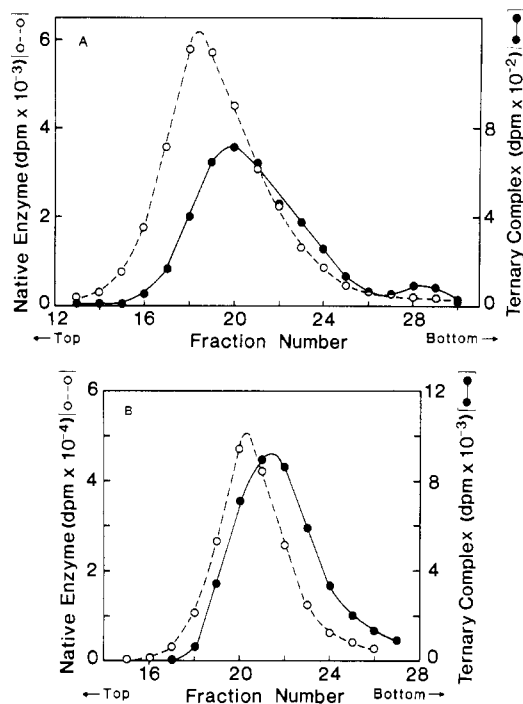 A
Native Enzyme (dpm x 10⁻³)|o--o|
6
4
2
0
Ternary Complex (dpm x 10⁻²)|●—●|
8
4
0
12 16 20 24 28
←Top Fraction Number Bottom→
B
Native Enzyme (dpm x 10⁻⁴)|o--o|
6
4
2
0
Ternary Complex (dpm x 10⁻³)|●—●|
12
8
4
0
16 20 24 28
←Top Fraction Number Bottom→